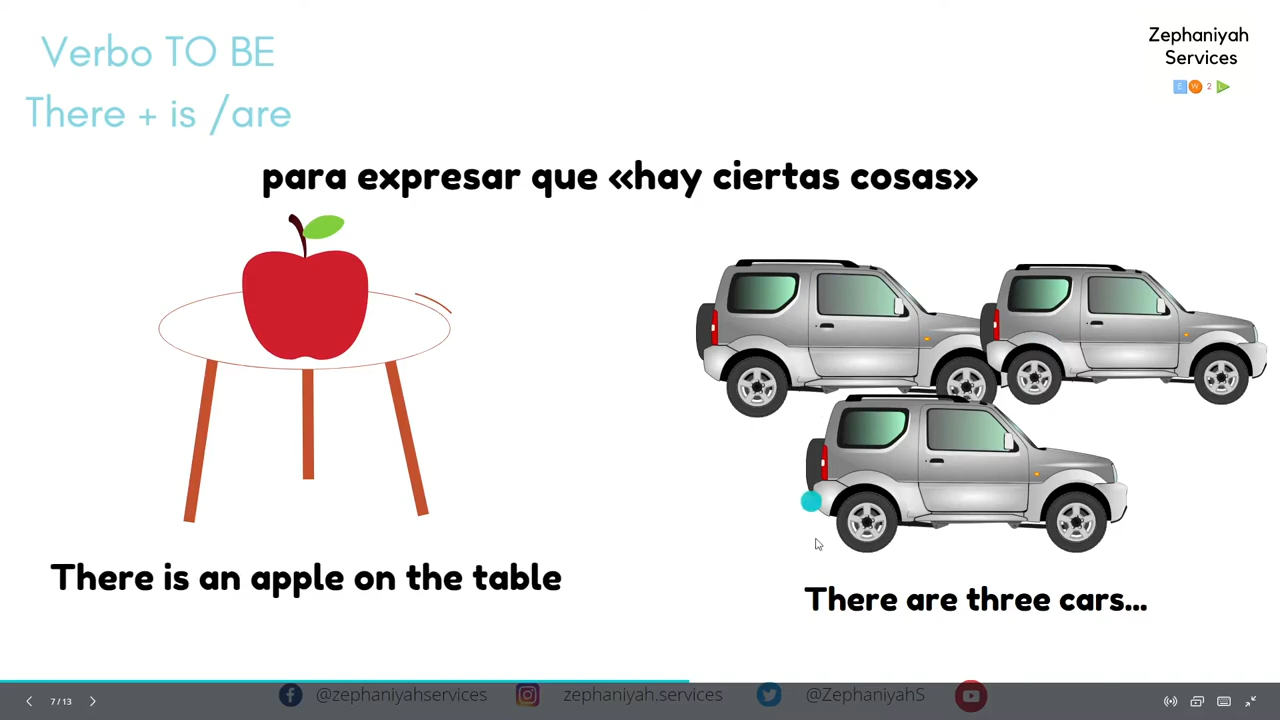 Verbo TO BE
There + is /are
Zephaniyah
Services
E W 2 L
para expresar que «hay ciertas cosas»
There is an apple on the table
There are three cars...
7 / 13
@zephaniyahservices
zephaniyah.services
@ZephaniyahS